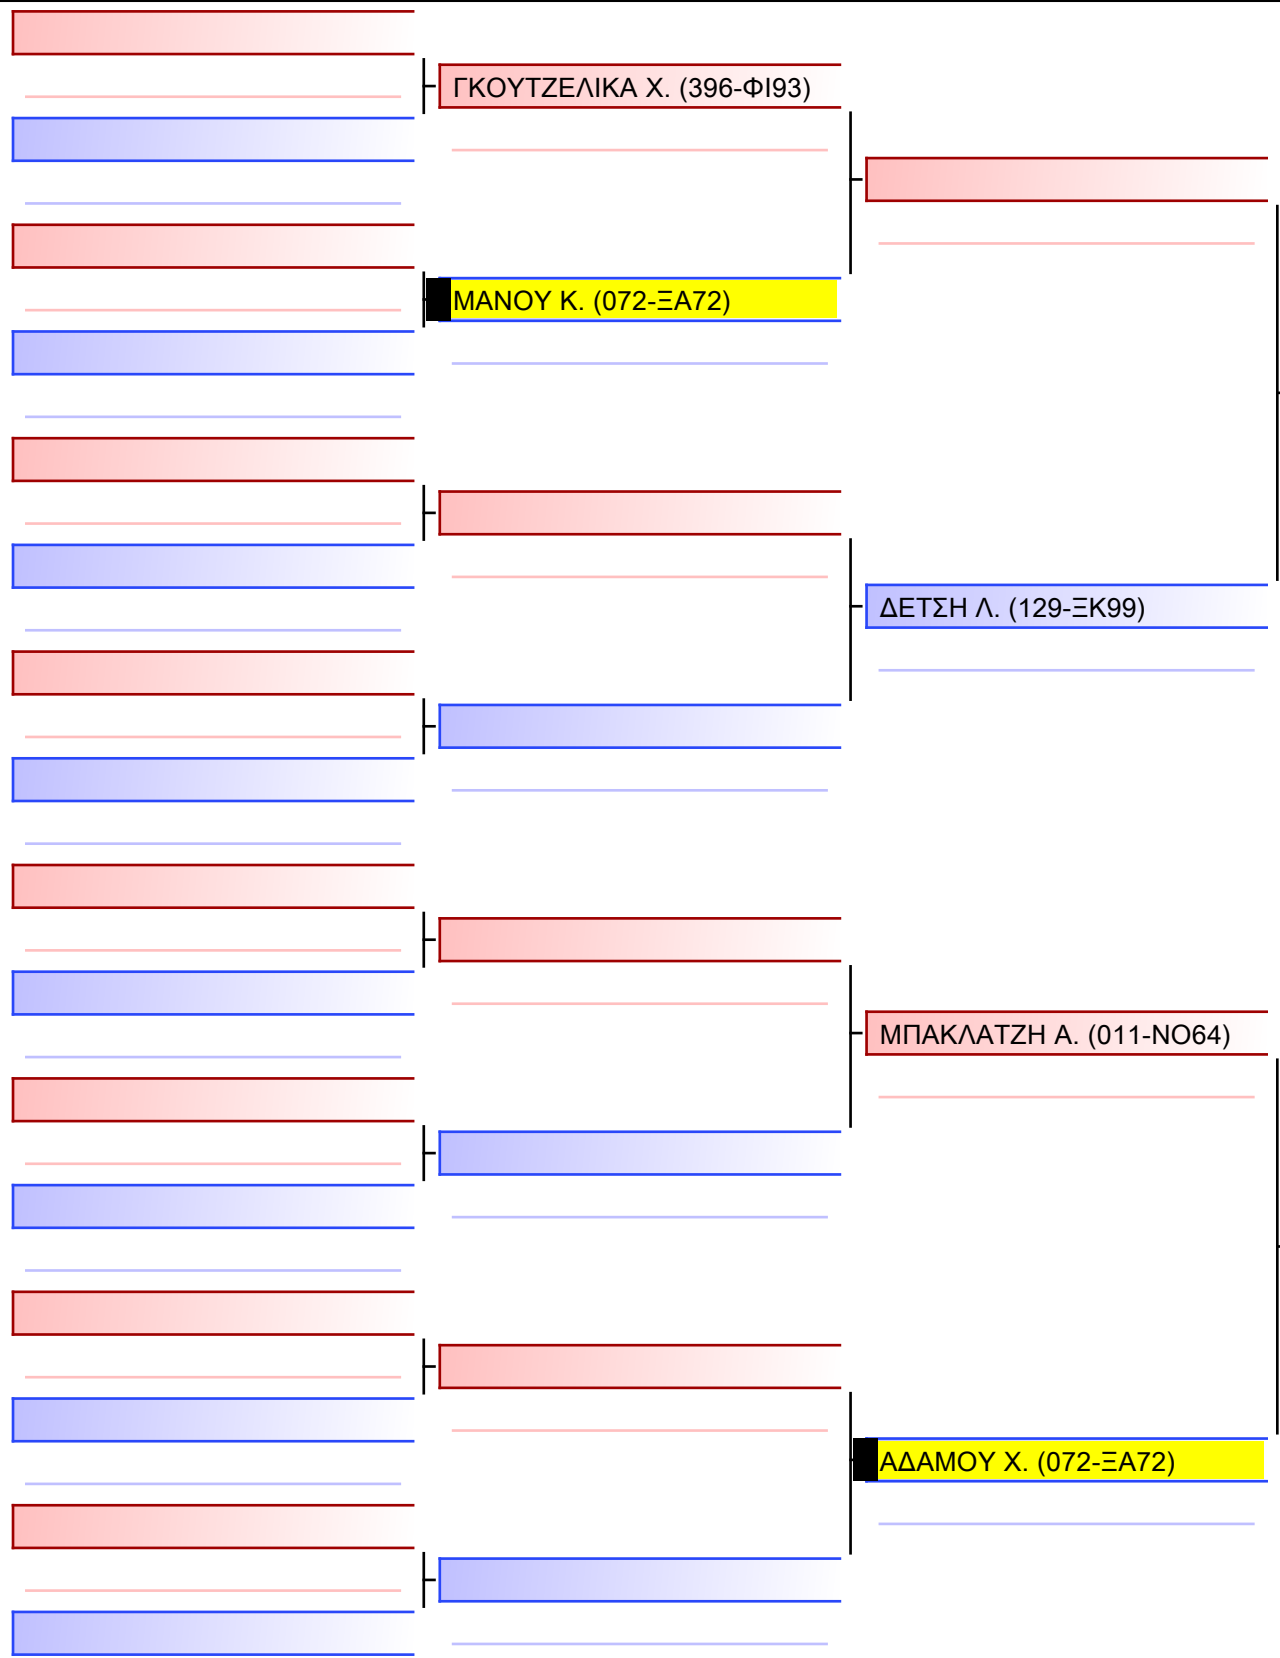 ΓΚΟΥΤΖΕΛΙΚΑ Χ. (396-ΦΙ93)
ΜΑΝΟΥ Κ. (072-ΞΑ72)
ΔΕΤΣΗ Λ. (129-ΞΚ99)
ΜΠΑΚΛΑΤΖΗ Α. (011-ΝΟ64)
ΑΔΑΜΟΥ Χ. (072-ΞΑ72)